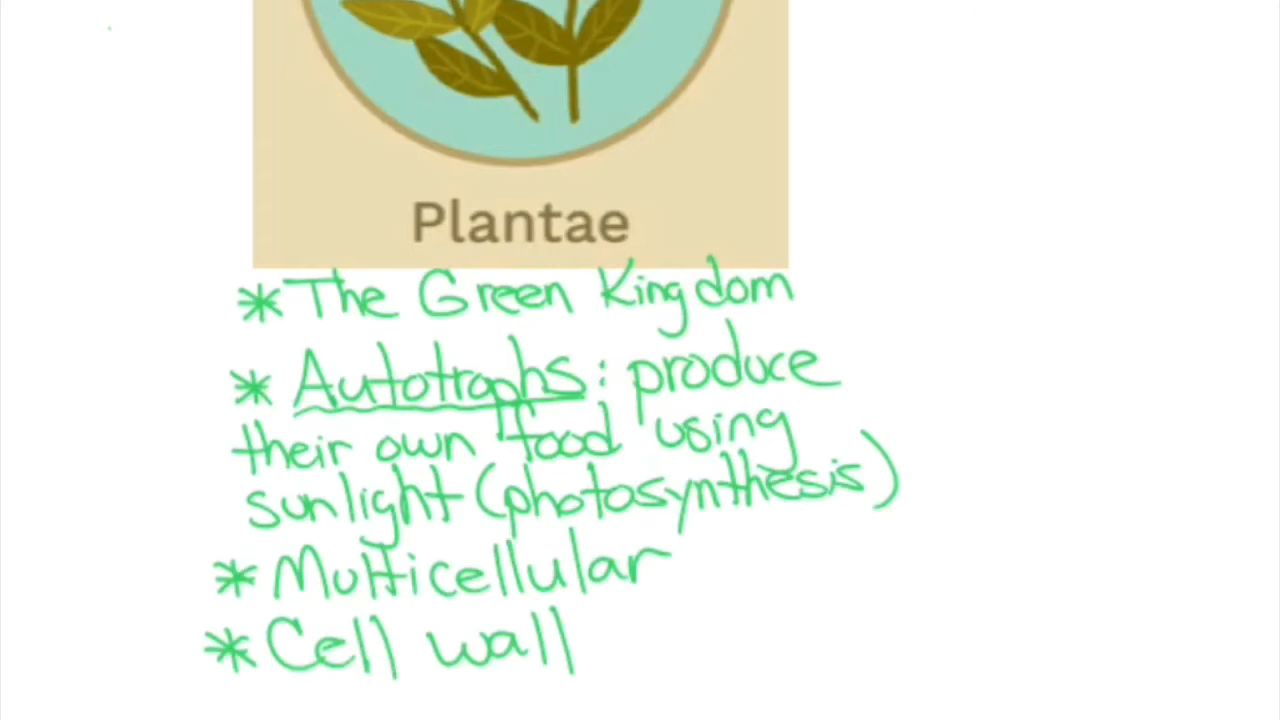 Plantae
* The Green Kingdom
* Autotrophs: produce
their own food using
sunlight (photosynthesis)
* Multicellular
* Cell wall